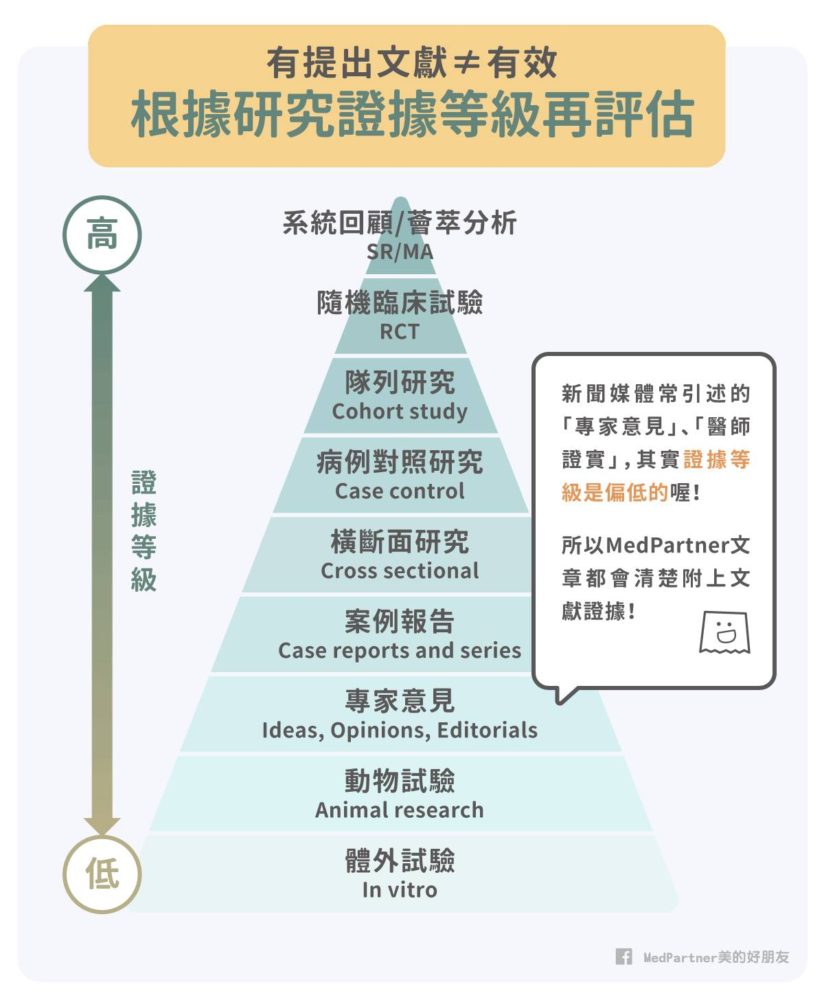 有提出文獻≠有效
根據研究證據等級再評估
高
系統回顧/薈萃分析
SR/MA
隨機臨床試驗
RCT
隊列研究
Cohort study
病例對照研究
Case control
橫斷面研究
Cross sectional
案例報告
Case reports and series
專家意見
Ideas, Opinions, Editorials
動物試驗
Animal research
體外試驗
In vitro
證據等級
低
新聞媒體常引述的
「專家意見」、「醫師
證實」，其實證據等
級是偏低的喔！
所以MedPartner文
章都會清楚附上文
獻證據！
MedPartner美的好朋友